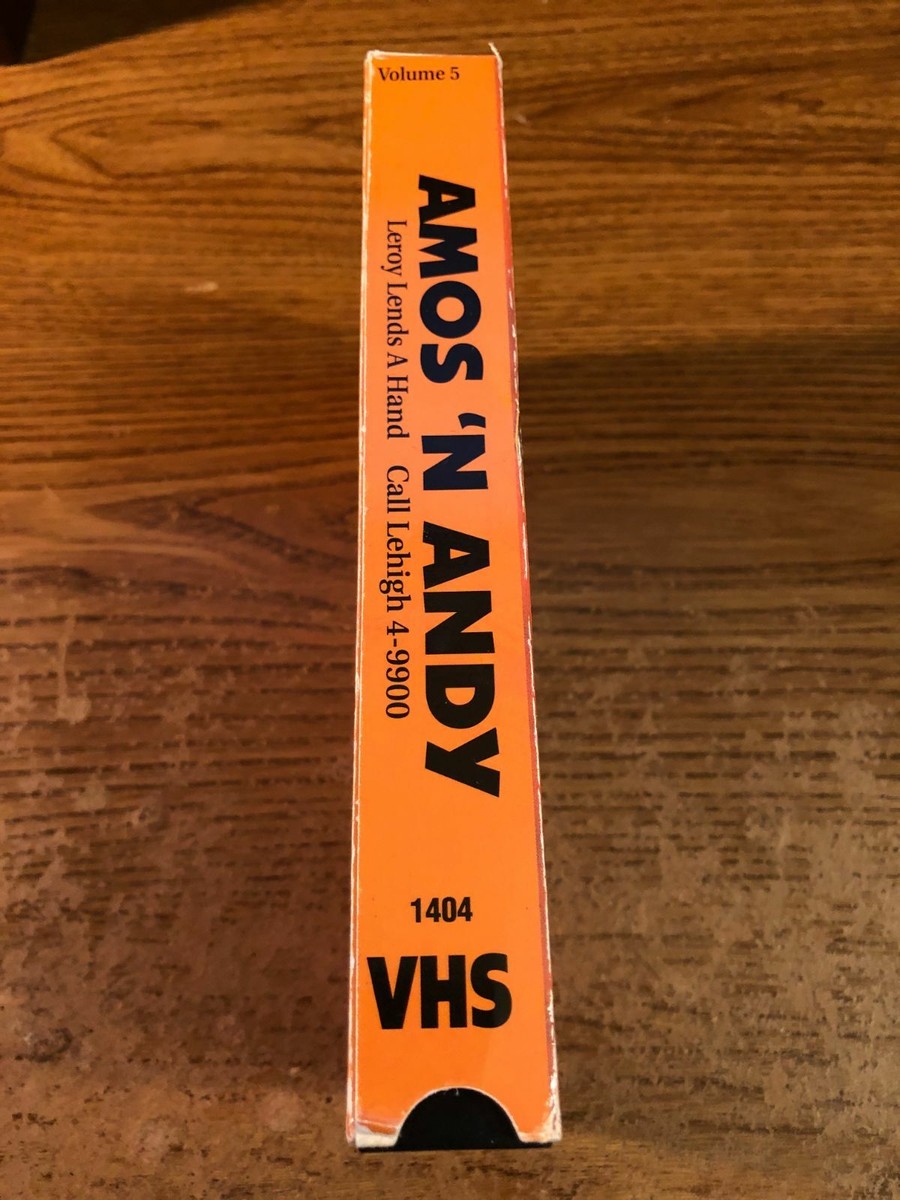 Volume 5
AMOS ‘N ANDY
Leroy Lends A Hand Call Lehigh 4-9900
1404
VHS